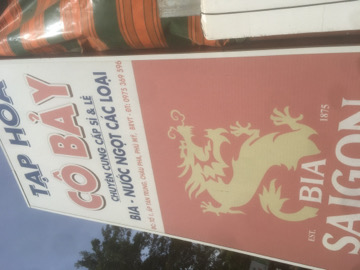 TẠP HÓA
CÔ BẢY
CHUYÊN CUNG CẤP SỈ & LẺ
BIA - NƯỚC NGỌT CÁC LOẠI
BIA
SAIGON
EST.
1875